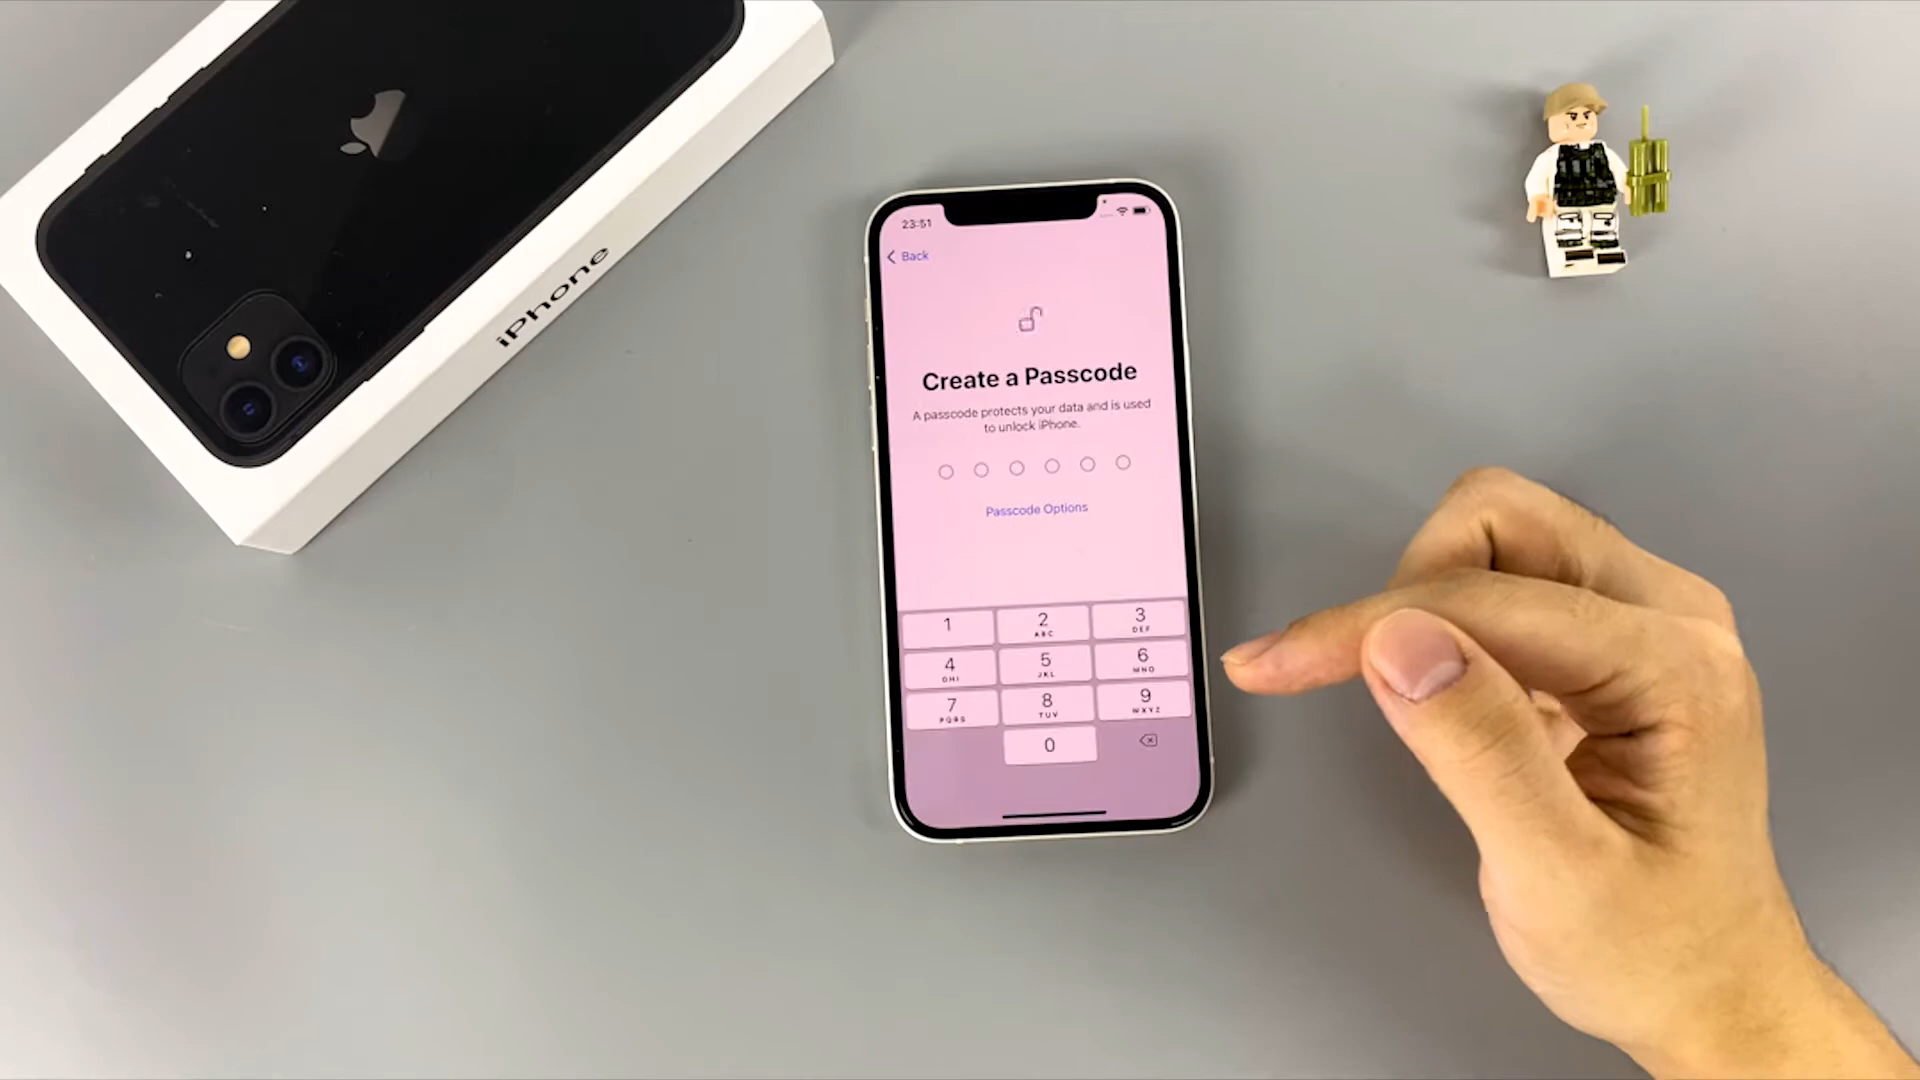 iPhone
23:51
Back
Create a Passcode
A passcode protects your data and is used
to unlock iPhone.
Passcode Options
1
2
ABC
3
DEF
4
GHI
5
JKL
6
MNO
7
PQRS
8
TUV
9
WXYZ
0